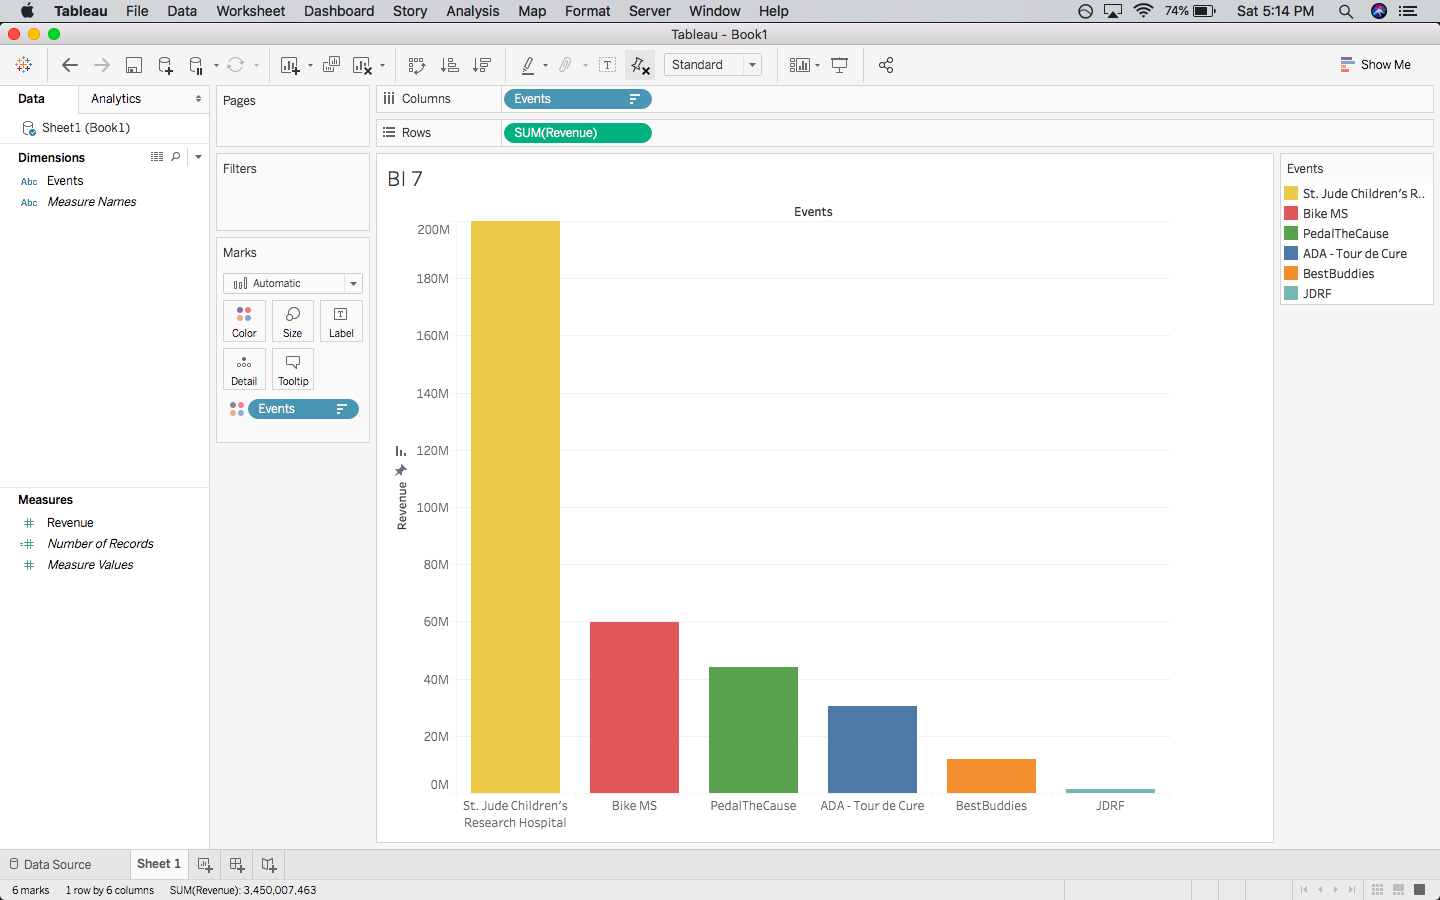 Tableau File Data Worksheet Dashboard Story Analysis Map Format Server Window Help 74% Sat 5:14 PM
Tableau - Book1
Standard Show Me
Data Analytics
Sheet1 (Book1)
Dimensions
Abc Events
Abc Measure Names
Measures
Revenue
Number of Records
Measure Values
Pages
Filters
Marks
Automatic
Color Size Label
Detail Tooltip
Events
Columns Events
Rows SUM(Revenue)
BI 7
Events
200M
180M
160M
140M
120M
100M
80M
60M
40M
20M
0M
Revenue
St. Jude Children's
Research Hospital
Bike MS
PedalTheCause
ADA - Tour de Cure
BestBuddies
JDRF
Events
St. Jude Children's R..
Bike MS
PedalTheCause
ADA - Tour de Cure
BestBuddies
JDRF
Data Source Sheet 1
6 marks 1 row by 6 columns SUM(Revenue): 3,450,007,463